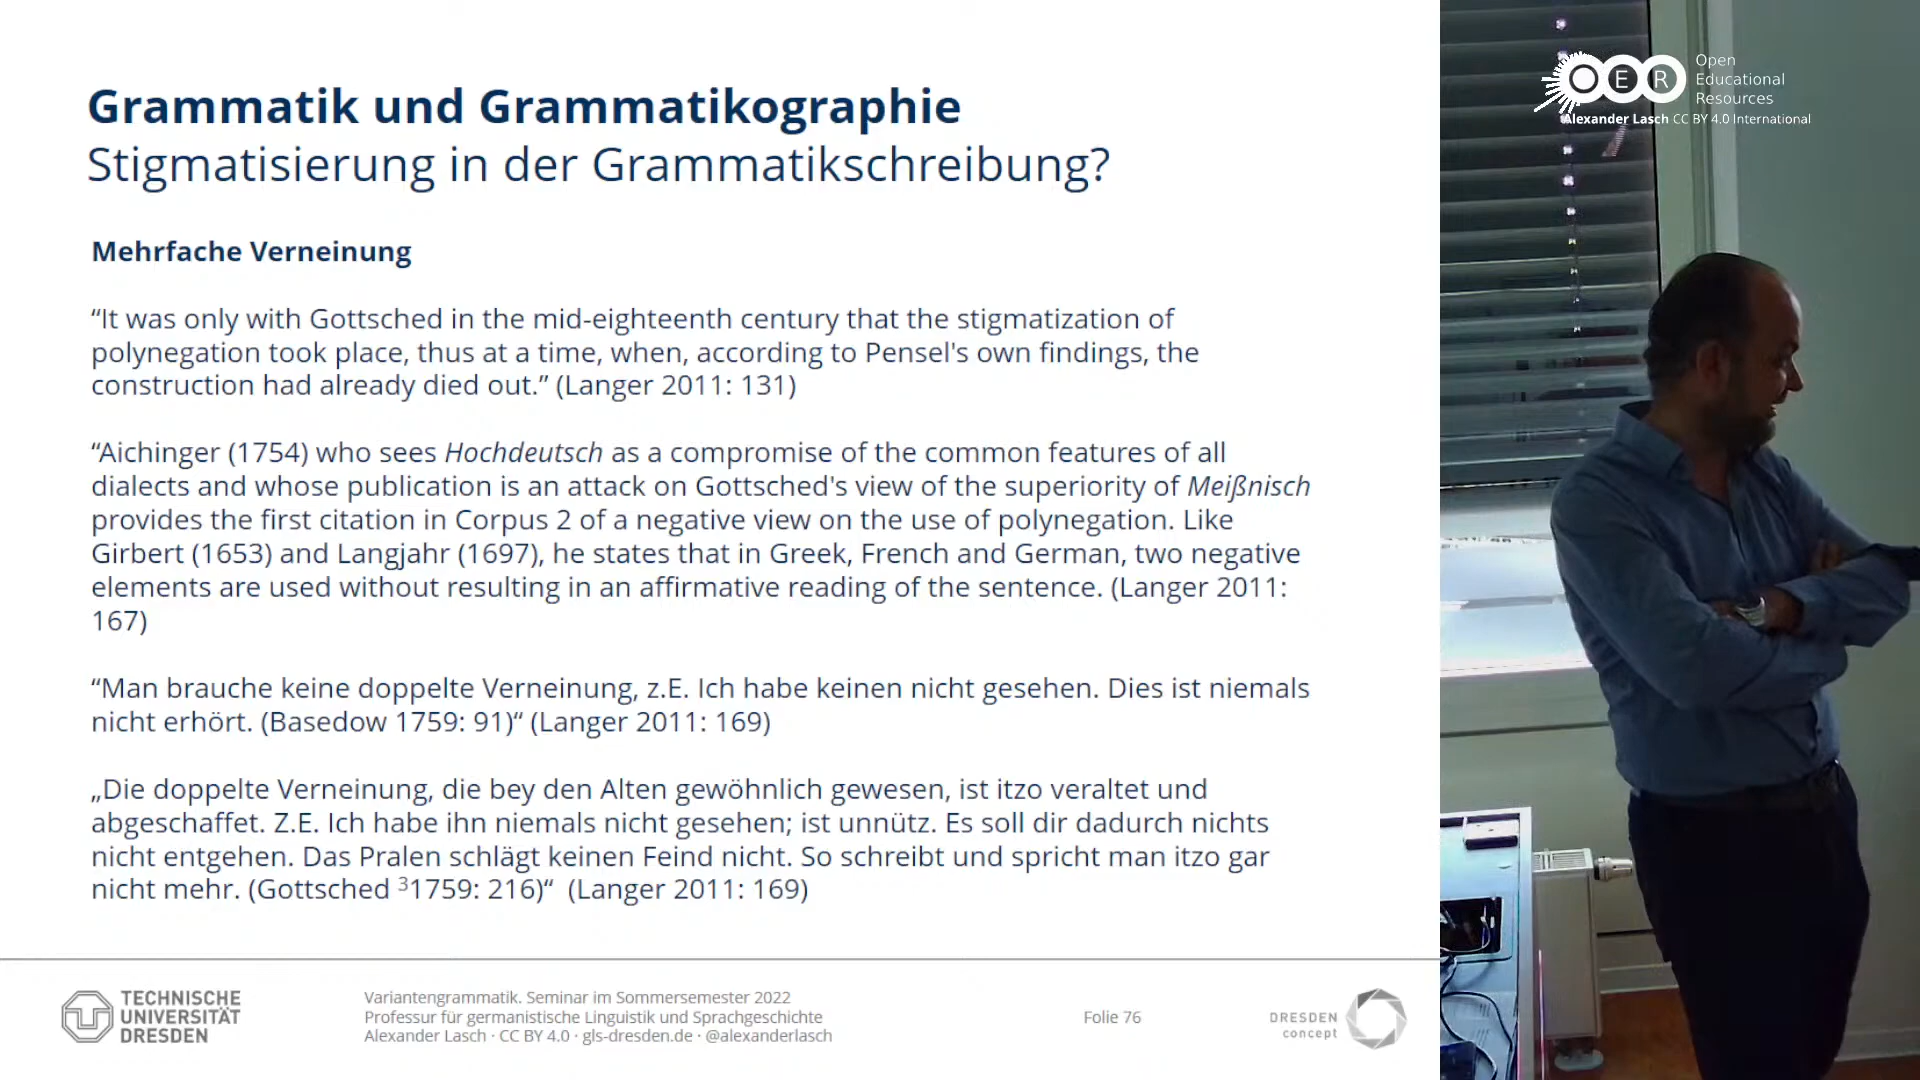 Grammatik und Grammatikographie
Stigmatisierung in der Grammatikschreibung?
Mehrfache Verneinung
“It was only with Gottsched in the mid-eighteenth century that the stigmatization of
polynegation took place, thus at a time, when, according to Pensel's own findings, the
construction had already died out.” (Langer 2011: 131)
“Aichinger (1754) who sees Hochdeutsch as a compromise of the common features of all
dialects and whose publication is an attack on Gottsched's view of the superiority of Meißnisch
provides the first citation in Corpus 2 of a negative view on the use of polynegation. Like
Girbert (1653) and Langjahr (1697), he states that in Greek, French and German, two negative
elements are used without resulting in an affirmative reading of the sentence. (Langer 2011:
167)
“Man brauche keine doppelte Verneinung, z.E. Ich habe keinen nicht gesehen. Dies ist niemals
nicht erhört. (Basedow 1759: 91)“ (Langer 2011: 169)
„Die doppelte Verneinung, die bey den Alten gewöhnlich gewesen, ist itzo veraltet und
abgeschaffet. Z.E. Ich habe ihn niemals nicht gesehen; ist unnütz. Es soll dir dadurch nichts
nicht entgehen. Das Pralen schlägt keinen Feind nicht. So schreibt und spricht man itzo gar
nicht mehr. (Gottsched ³1759: 216)“ (Langer 2011: 169)
TECHNISCHE
UNIVERSITÄT
DRESDEN
Variantengrammatik. Seminar im Sommersemester 2022
Professur für germanistische Linguistik und Sprachgeschichte
Alexander Lasch · CC BY 4.0 · gls-dresden.de · @alexanderlasch
Folie 76
DRESDEN
concept
OER
Open
Educational
Resources
Alexander Lasch CC BY 4.0 International